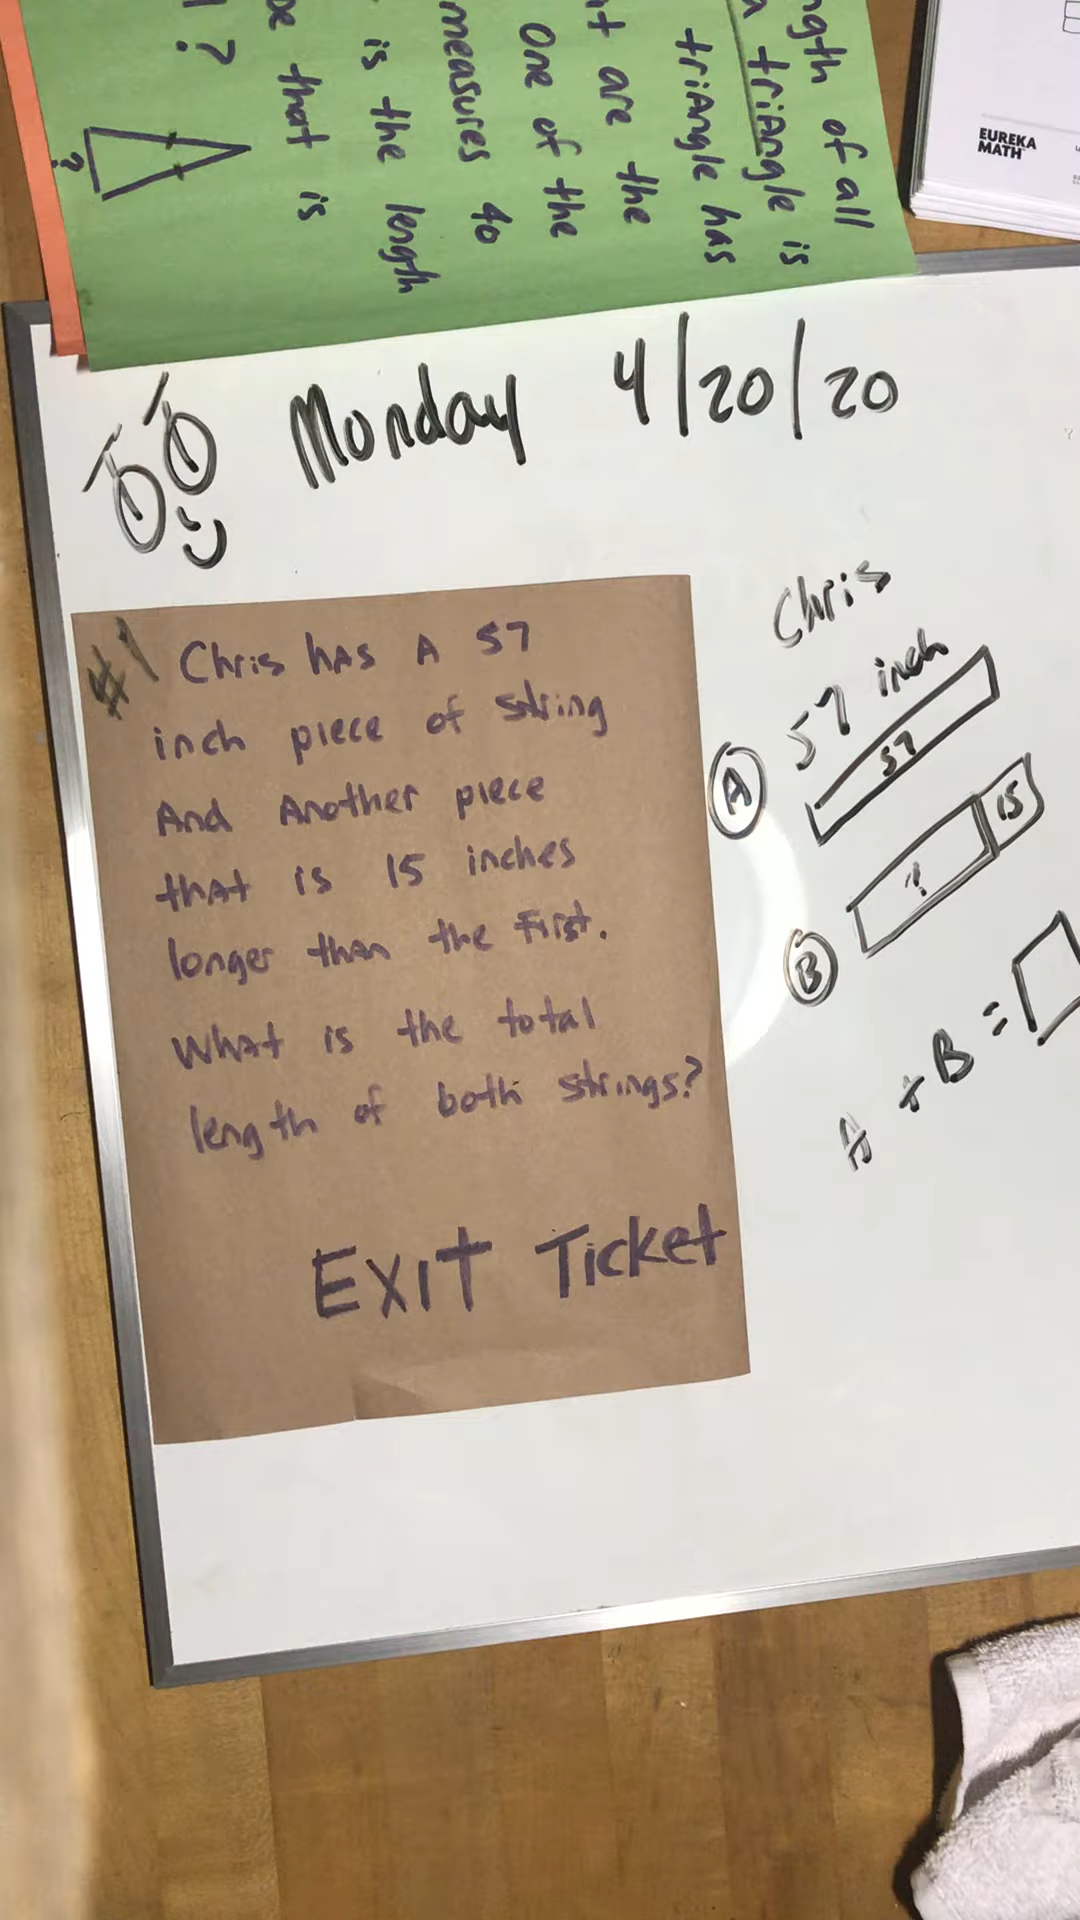 ngth of all
triangle is
triangle has
t are the
One of the
measures 40
is the length
be that is
?
?
EUREKA
MATH
Monday 4/20/20
#1 Chris has A 57
inch piece of string
And Another piece
that is 15 inches
longer than the First.
What is the total
length of both strings?
EXIT Ticket
Chris
57 inch
A 57
B ? 15
A + B =